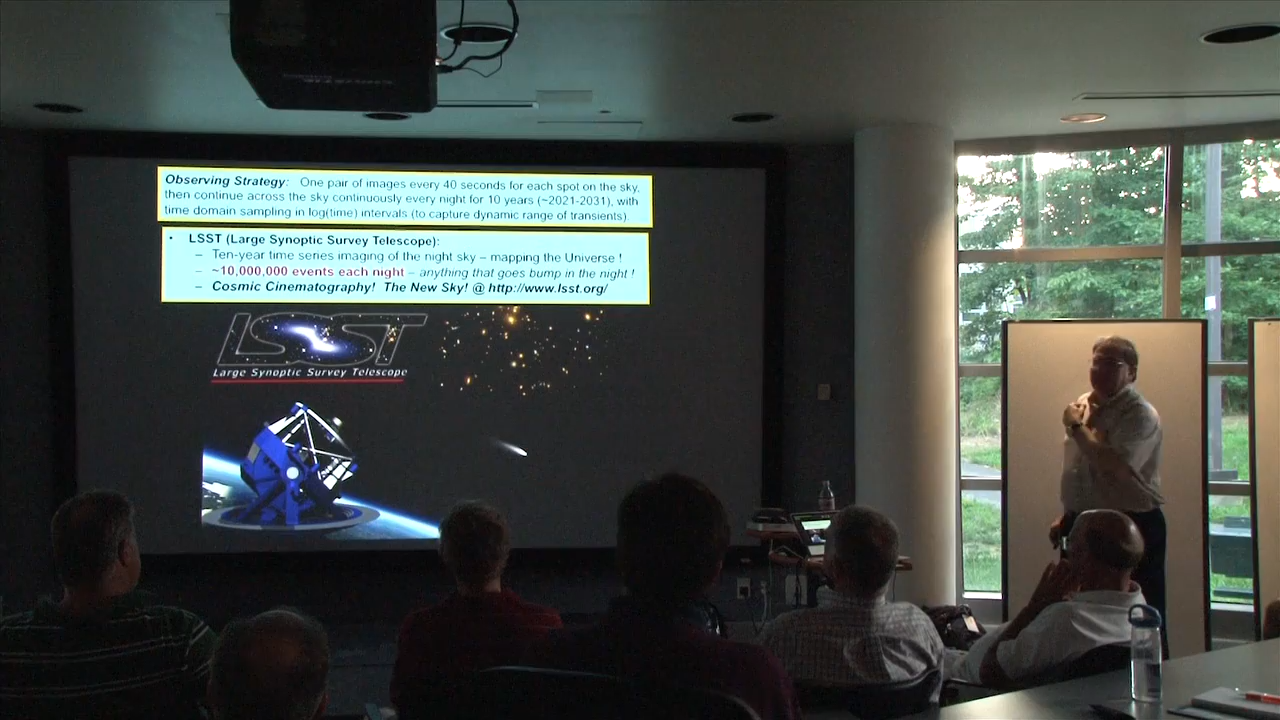 Observing Strategy: One pair of images every 40 seconds for each spot on the sky,
then continue across the sky continuously every night for 10 years (~2021-2031), with
time domain sampling in log(time) intervals (to capture dynamic range of transients).
• LSST (Large Synoptic Survey Telescope):
– Ten-year time series imaging of the night sky – mapping the Universe !
– ~10,000,000 events each night – anything that goes bump in the night !
– Cosmic Cinematography! The New Sky! @ http://www.lsst.org/
LSST
Large Synoptic Survey Telescope